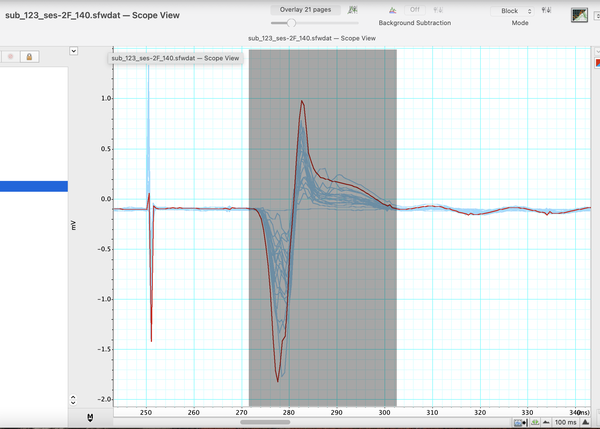 sub_123_ses-2F_140.sfwdat — Scope View
Overlay 21 pages
Off
Background Subtraction
Block
Mode
sub_123_ses-2F_140.sfwdat — Scope View
sub_123_ses-2F_140.sfwdat — Scope View
1.0
0.5
0.0
mV
−0.5
−1.0
−1.5
−2.0
M
250 260 270 280 290 300 310 320 330 340 (ms)
100 ms